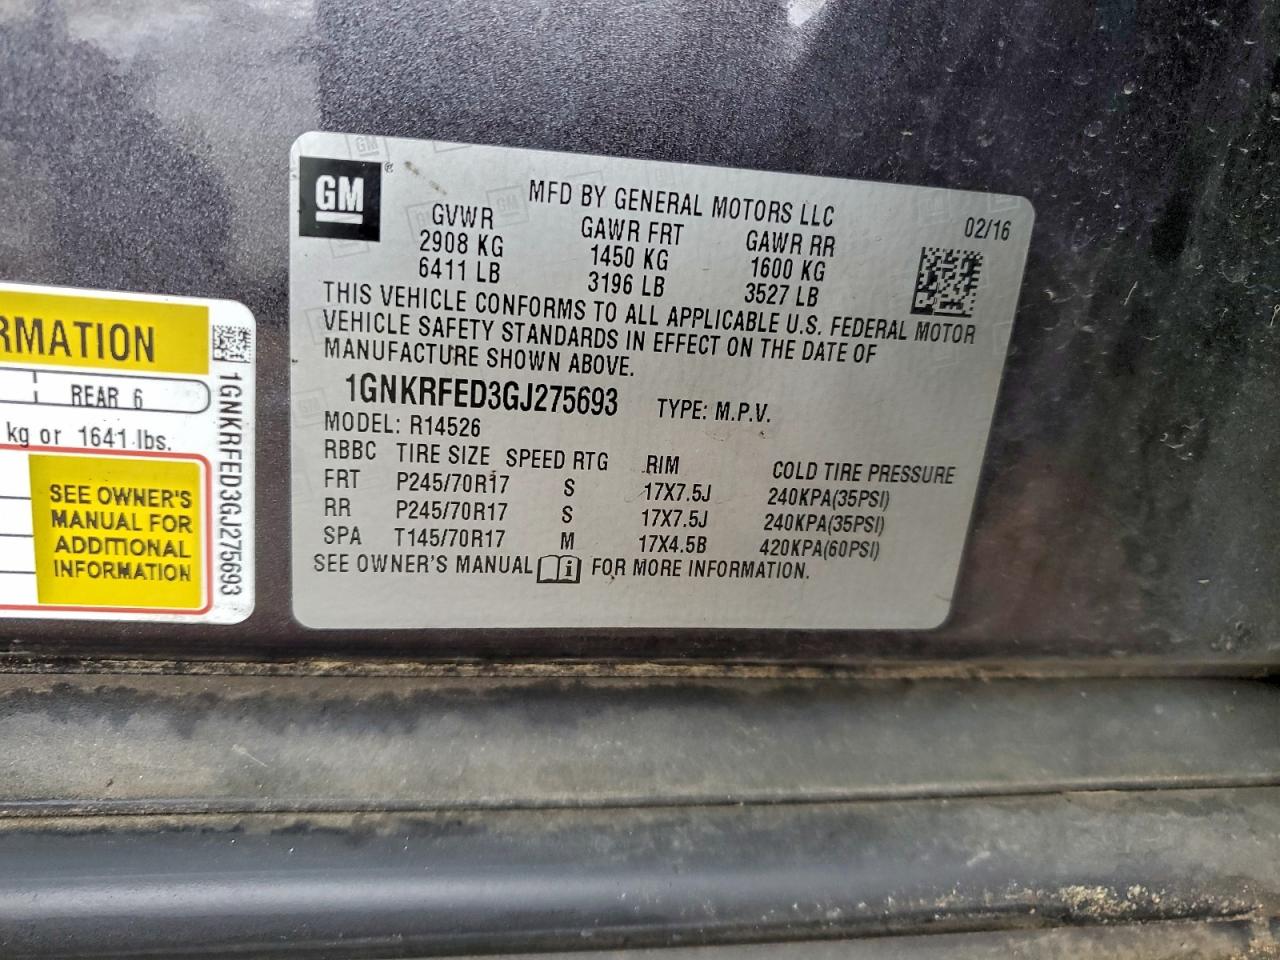 GM
®
MFD BY GENERAL MOTORS LLC
02/16
GVWR GAWR FRT GAWR RR
2908 KG 1450 KG 1600 KG
6411 LB 3196 LB 3527 LB
THIS VEHICLE CONFORMS TO ALL APPLICABLE U.S. FEDERAL MOTOR
VEHICLE SAFETY STANDARDS IN EFFECT ON THE DATE OF
MANUFACTURE SHOWN ABOVE.
1GNKRFED3GJ275693 TYPE: M.P.V.
MODEL: R14526
RBBC TIRE SIZE SPEED RTG RIM COLD TIRE PRESSURE
FRT P245/70R17 S 17X7.5J 240KPA(35PSI)
RR P245/70R17 S 17X7.5J 240KPA(35PSI)
SPA T145/70R17 M 17X4.5B 420KPA(60PSI)
SEE OWNER'S MANUAL i FOR MORE INFORMATION.
RMATION
REAR 6
kg or 1641 lbs.
SEE OWNER'S
MANUAL FOR
ADDITIONAL
INFORMATION
1GNKRFED3GJ275693